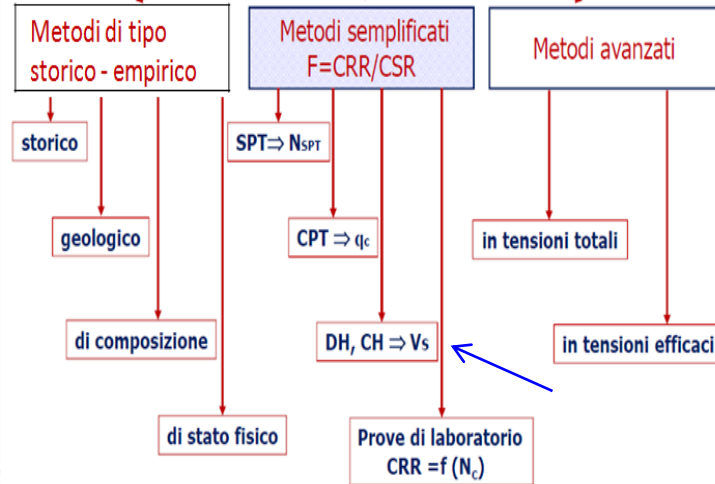 Metodi di tipo
storico - empirico
Metodi semplificati
F=CRR/CSR
Metodi avanzati
storico
SPT⇒ NSPT
geologico
CPT ⇒ qc
in tensioni totali
di composizione
DH, CH ⇒ VS
in tensioni efficaci
di stato fisico
Prove di laboratorio
CRR =f (Nc)